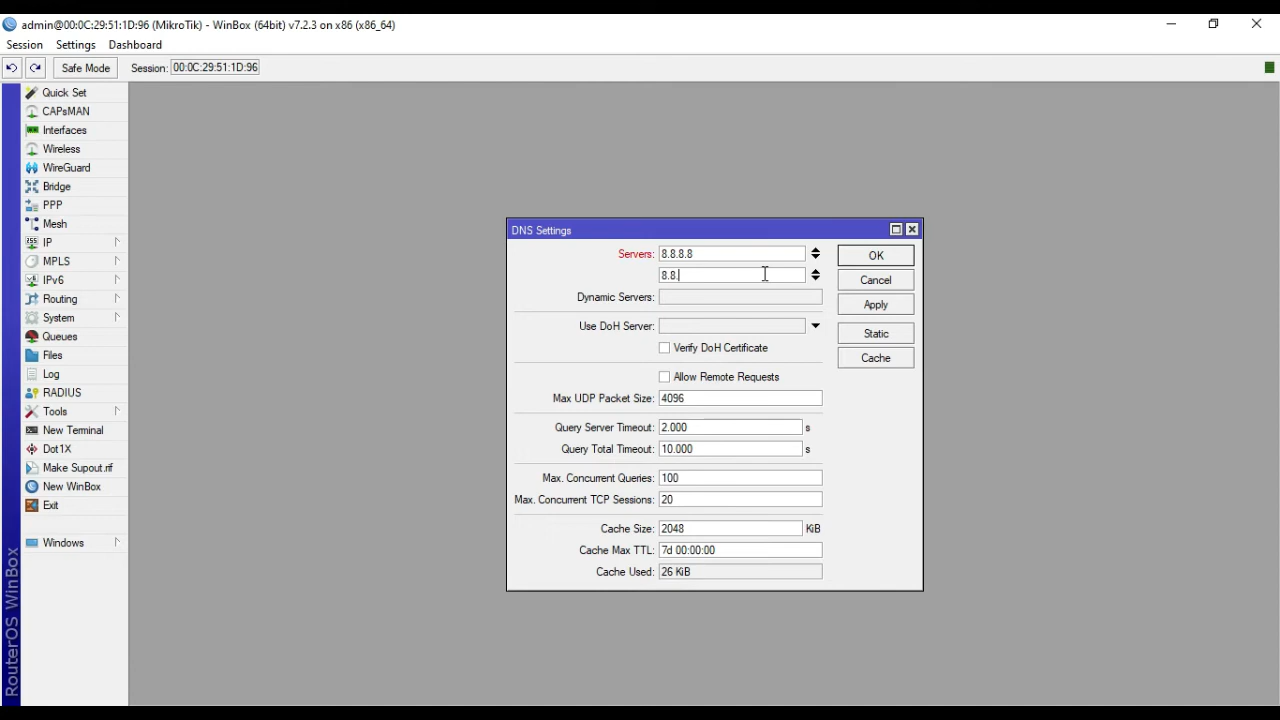 admin@00:0C:29:51:1D:96 (MikroTik) - WinBox (64bit) v7.2.3 on x86 (x86_64)
Session Settings Dashboard
Safe Mode Session: 00:0C:29:51:1D:96
Quick Set
CAPsMAN
Interfaces
Wireless
WireGuard
Bridge
PPP
Mesh
IP
MPLS
IPv6
Routing
System
Queues
Files
Log
RADIUS
Tools
New Terminal
Dot1X
Make Supout.rif
New WinBox
Exit
Windows
RouterOS WinBox
DNS Settings
Servers: 8.8.8.8
8.8.
Dynamic Servers:
Use DoH Server:
Verify DoH Certificate
Allow Remote Requests
Max UDP Packet Size: 4096
Query Server Timeout: 2.000 s
Query Total Timeout: 10.000 s
Max. Concurrent Queries: 100
Max. Concurrent TCP Sessions: 20
Cache Size: 2048 KiB
Cache Max TTL: 7d 00:00:00
Cache Used: 26 KiB
OK
Cancel
Apply
Static
Cache